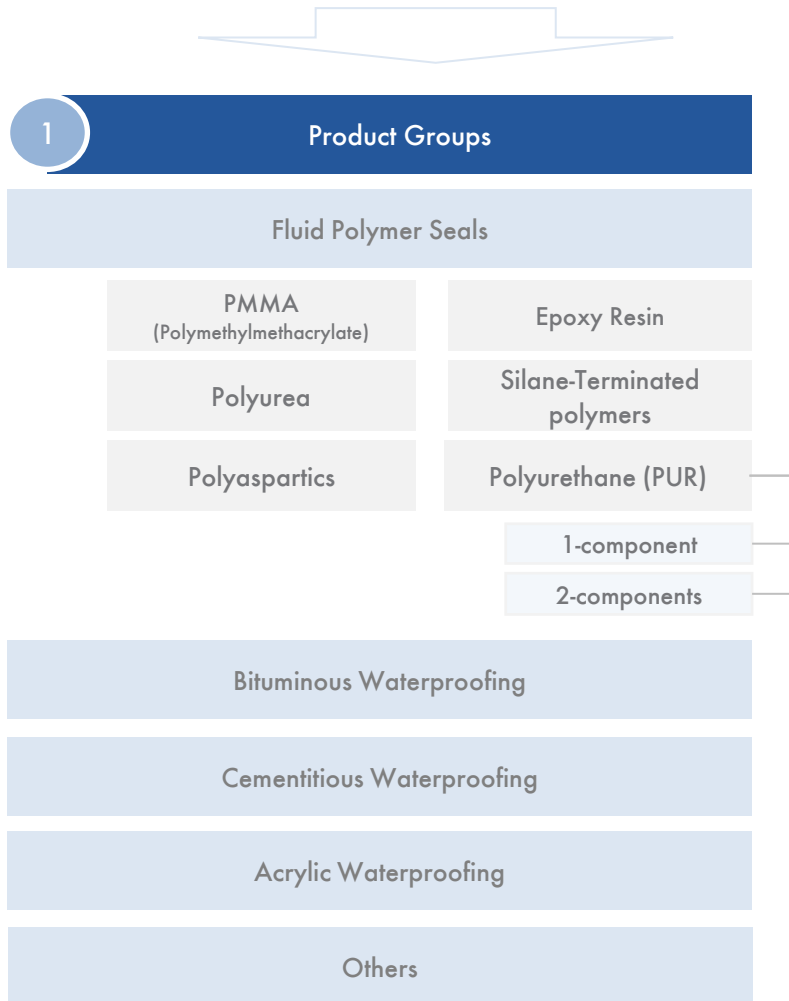 1
Product Groups
Fluid Polymer Seals
PMMA
(Polymethylmethacrylate)
Epoxy Resin
Polyurea
Silane-Terminated
polymers
Polyaspartics
Polyurethane (PUR)
1-component
2-components
Bituminous Waterproofing
Cementitious Waterproofing
Acrylic Waterproofing
Others